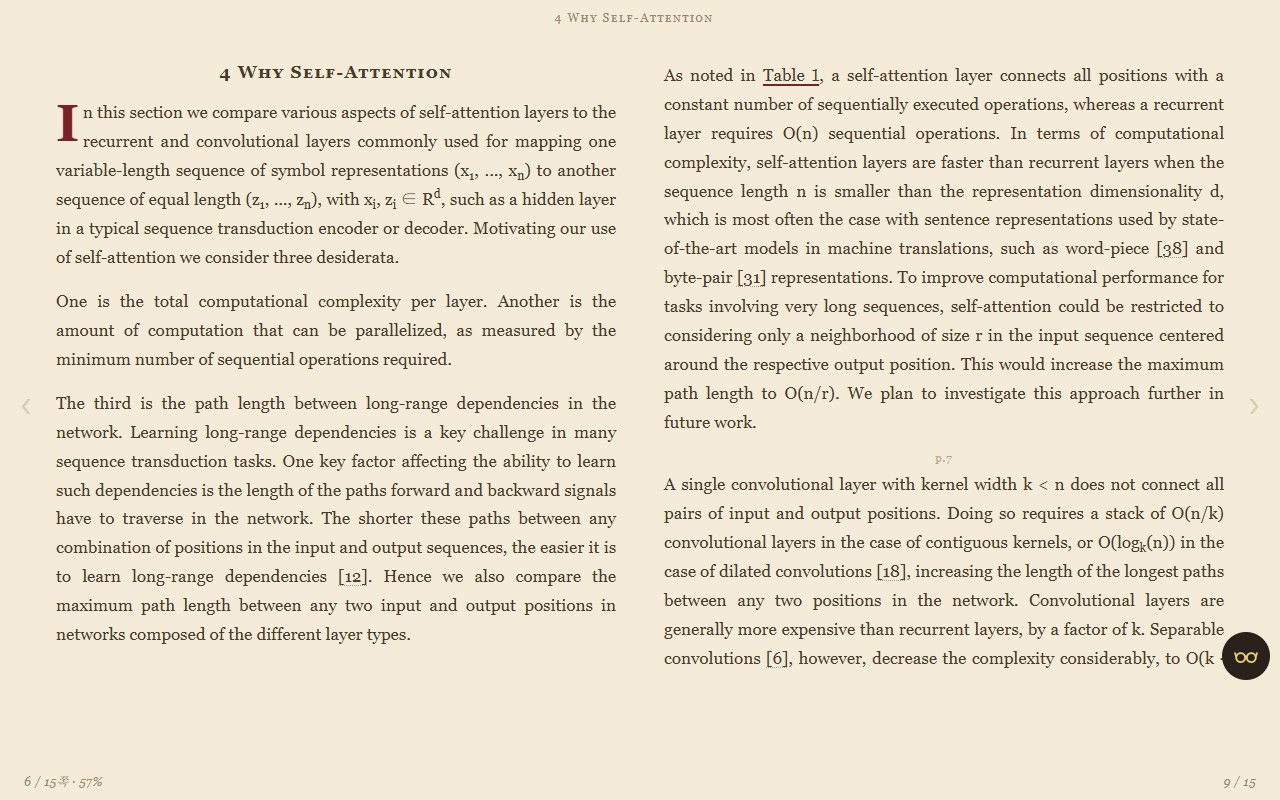 4 Why Self-Attention
4 Why Self-Attention
In this section we compare various aspects of self-attention layers to the
recurrent and convolutional layers commonly used for mapping one
variable-length sequence of symbol representations (x₁, ..., xₙ) to another
sequence of equal length (z₁, ..., zₙ), with xᵢ, zᵢ ∈ Rᵈ, such as a hidden layer
in a typical sequence transduction encoder or decoder. Motivating our use
of self-attention we consider three desiderata.
One is the total computational complexity per layer. Another is the
amount of computation that can be parallelized, as measured by the
minimum number of sequential operations required.
The third is the path length between long-range dependencies in the
network. Learning long-range dependencies is a key challenge in many
sequence transduction tasks. One key factor affecting the ability to learn
such dependencies is the length of the paths forward and backward signals
have to traverse in the network. The shorter these paths between any
combination of positions in the input and output sequences, the easier it is
to learn long-range dependencies [12]. Hence we also compare the
maximum path length between any two input and output positions in
networks composed of the different layer types.
As noted in Table 1, a self-attention layer connects all positions with a
constant number of sequentially executed operations, whereas a recurrent
layer requires O(n) sequential operations. In terms of computational
complexity, self-attention layers are faster than recurrent layers when the
sequence length n is smaller than the representation dimensionality d,
which is most often the case with sentence representations used by state-
of-the-art models in machine translations, such as word-piece [38] and
byte-pair [31] representations. To improve computational performance for
tasks involving very long sequences, self-attention could be restricted to
considering only a neighborhood of size r in the input sequence centered
around the respective output position. This would increase the maximum
path length to O(n/r). We plan to investigate this approach further in
future work.
p.7
A single convolutional layer with kernel width k < n does not connect all
pairs of input and output positions. Doing so requires a stack of O(n/k)
convolutional layers in the case of contiguous kernels, or O(logₖ(n)) in the
case of dilated convolutions [18], increasing the length of the longest paths
between any two positions in the network. Convolutional layers are
generally more expensive than recurrent layers, by a factor of k. Separable
convolutions [6], however, decrease the complexity considerably, to O(k ·
6 / 15쪽 · 57%
9 / 15